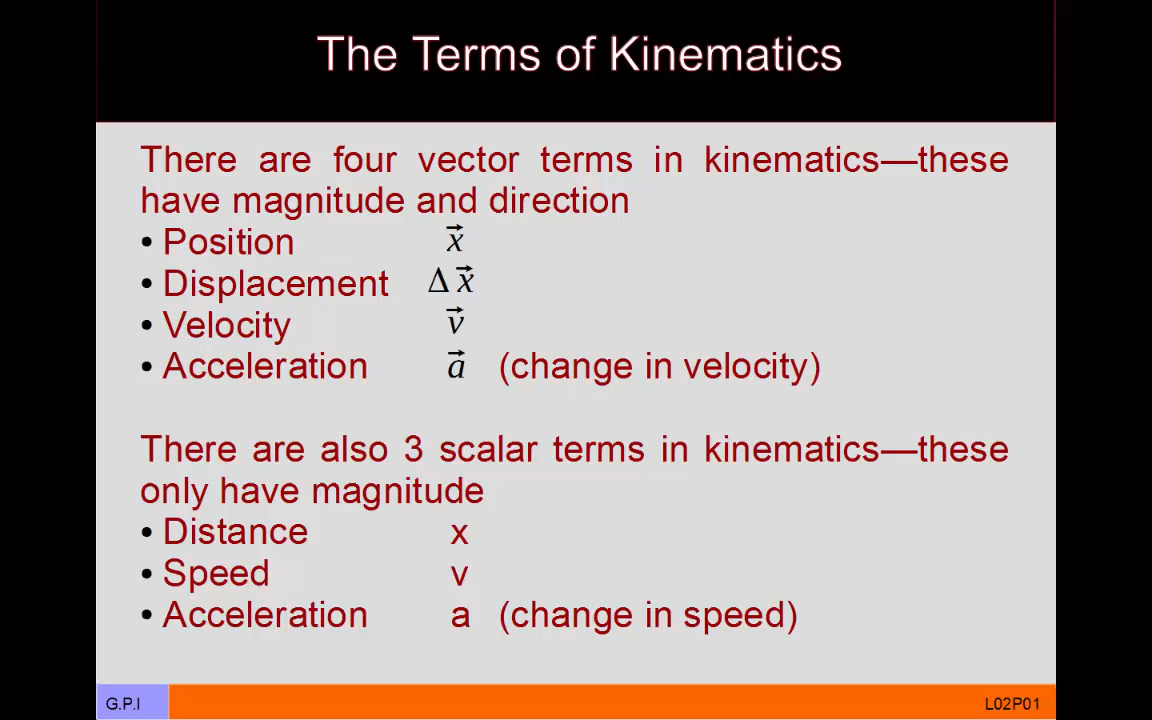 The Terms of Kinematics
There are four vector terms in kinematics—these
have magnitude and direction
• Position x⃗
• Displacement Δ x⃗
• Velocity v⃗
• Acceleration a⃗ (change in velocity)
There are also 3 scalar terms in kinematics—these
only have magnitude
• Distance x
• Speed v
• Acceleration a (change in speed)
G.P.I L02P01